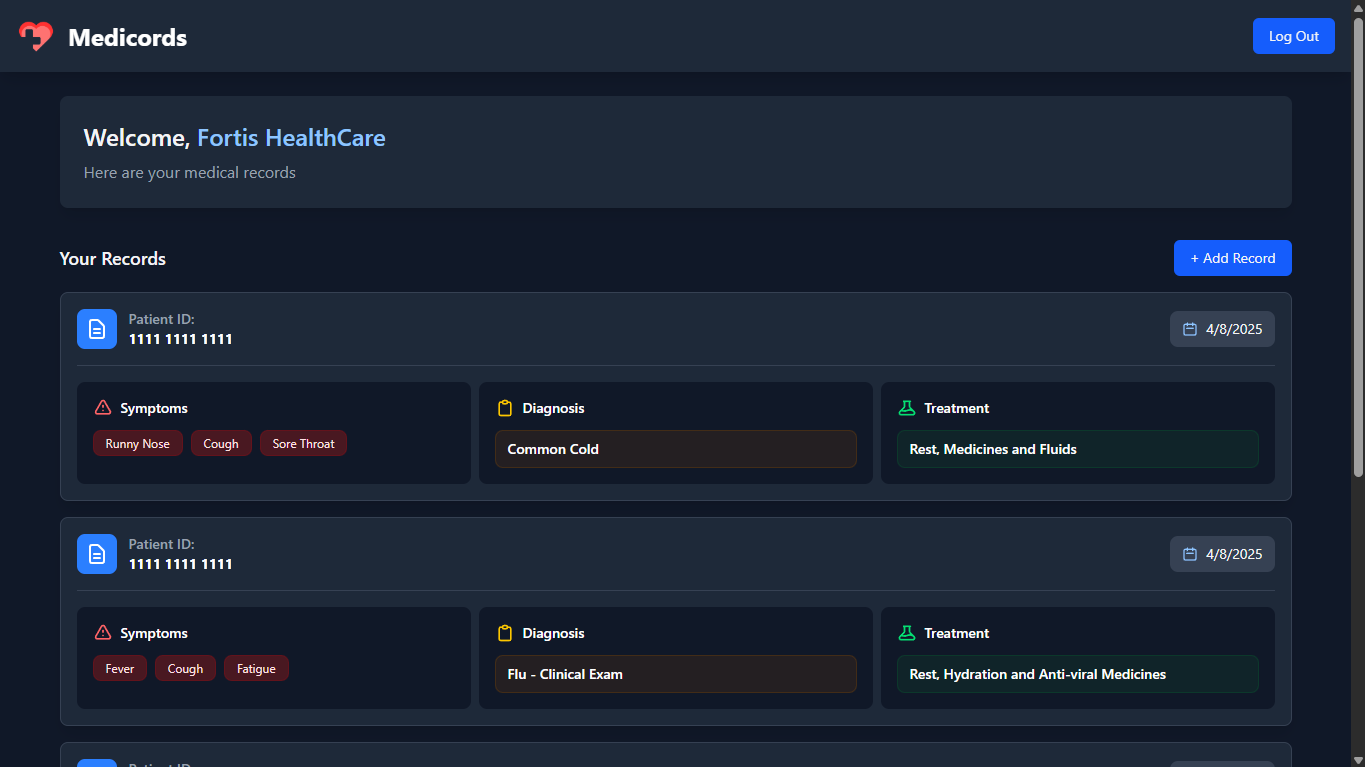 Medicords
Log Out
Welcome, Fortis HealthCare
Here are your medical records
Your Records
+ Add Record
Patient ID:
1111 1111 1111
4/8/2025
Symptoms
Runny Nose Cough Sore Throat
Diagnosis
Common Cold
Treatment
Rest, Medicines and Fluids
Patient ID:
1111 1111 1111
4/8/2025
Symptoms
Fever Cough Fatigue
Diagnosis
Flu - Clinical Exam
Treatment
Rest, Hydration and Anti-viral Medicines